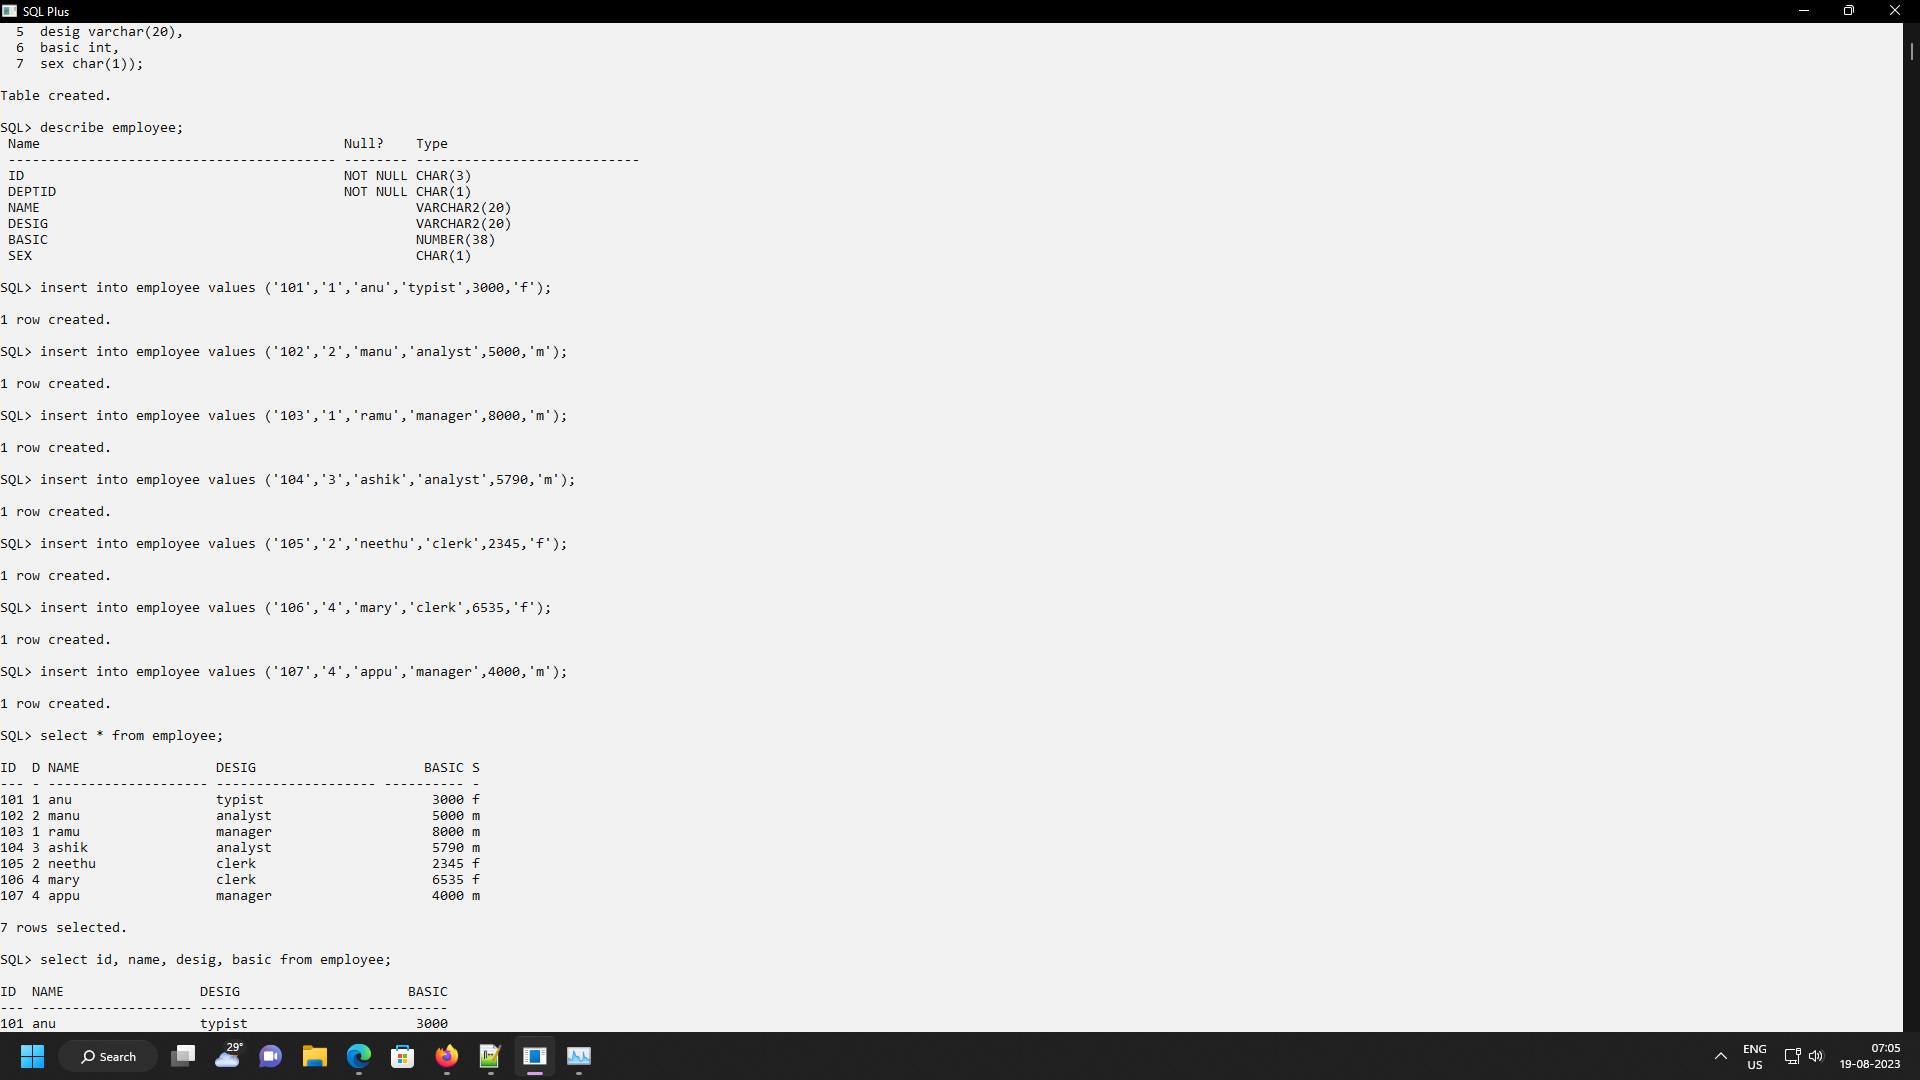 SQL Plus
  5  desig varchar(20),
  6  basic int,
  7  sex char(1));
Table created.
SQL> describe employee;
 Name                                      Null?    Type
 ----------------------------------------- -------- ----------------------------
 ID                                        NOT NULL CHAR(3)
 DEPTID                                    NOT NULL CHAR(1)
 NAME                                               VARCHAR2(20)
 DESIG                                              VARCHAR2(20)
 BASIC                                              NUMBER(38)
 SEX                                                CHAR(1)
SQL> insert into employee values ('101','1','anu','typist',3000,'f');
1 row created.
SQL> insert into employee values ('102','2','manu','analyst',5000,'m');
1 row created.
SQL> insert into employee values ('103','1','ramu','manager',8000,'m');
1 row created.
SQL> insert into employee values ('104','3','ashik','analyst',5790,'m');
1 row created.
SQL> insert into employee values ('105','2','neethu','clerk',2345,'f');
1 row created.
SQL> insert into employee values ('106','4','mary','clerk',6535,'f');
1 row created.
SQL> insert into employee values ('107','4','appu','manager',4000,'m');
1 row created.
SQL> select * from employee;
ID  D NAME                 DESIG                     BASIC S
--- - -------------------- -------------------- ---------- -
101 1 anu                  typist                     3000 f
102 2 manu                 analyst                    5000 m
103 1 ramu                 manager                    8000 m
104 3 ashik                analyst                    5790 m
105 2 neethu               clerk                      2345 f
106 4 mary                 clerk                      6535 f
107 4 appu                 manager                    4000 m
7 rows selected.
SQL> select id, name, desig, basic from employee;
ID  NAME                 DESIG                     BASIC
--- -------------------- -------------------- ----------
101 anu                  typist                     3000
Search
29°
ENG
US
07:05
19-08-2023